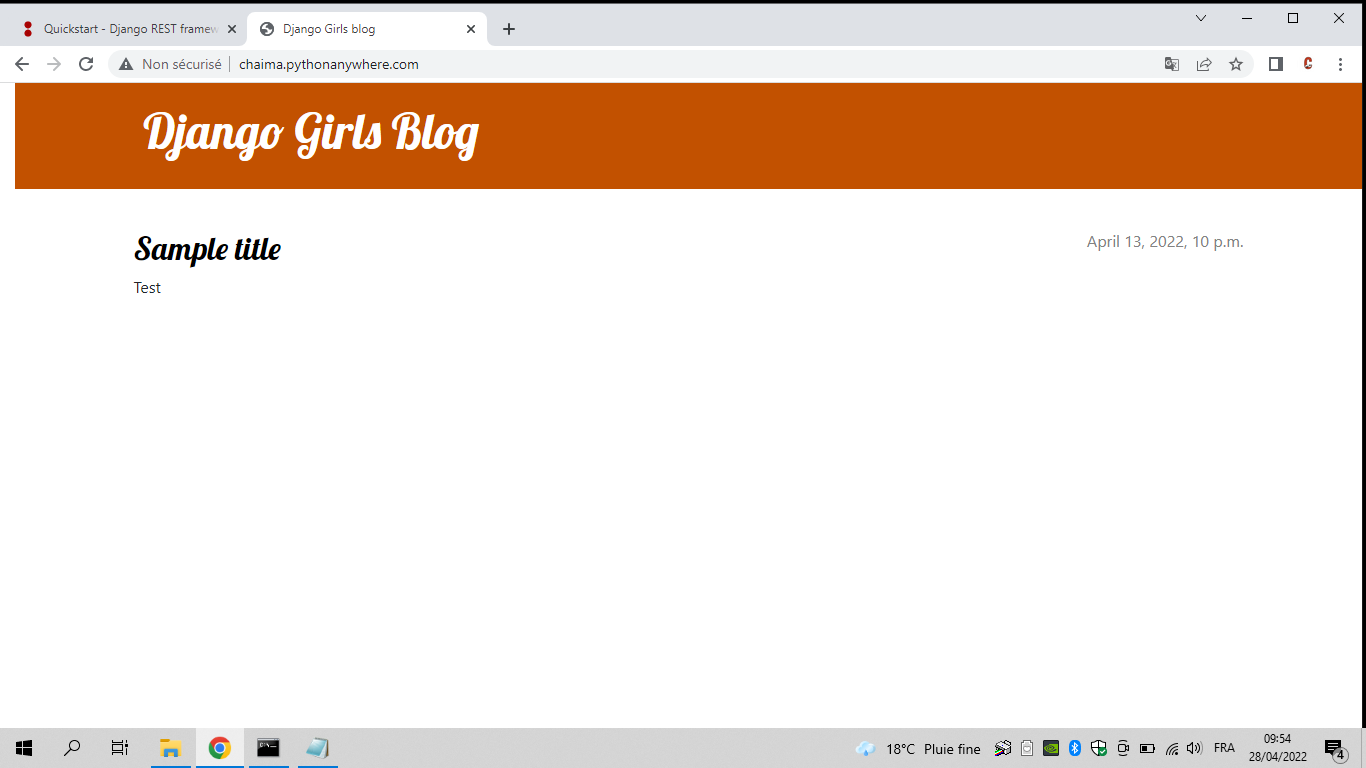 Quickstart - Django REST framew
Django Girls blog
Non sécurisé
chaima.pythonanywhere.com
Django Girls Blog
Sample title
April 13, 2022, 10 p.m.
Test
18°C Pluie fine
FRA
09:54
28/04/2022
4